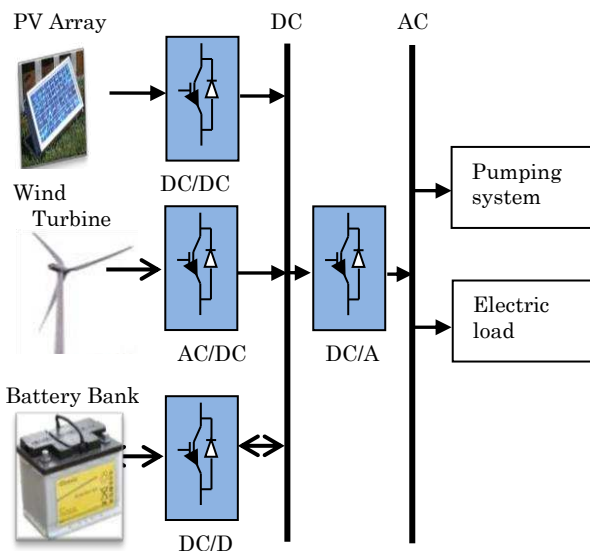 PV Array
DC
AC
DC/DC
Pumping
system
Wind
Turbine
AC/DC
DC/A
Electric
load
Battery Bank
DC/D